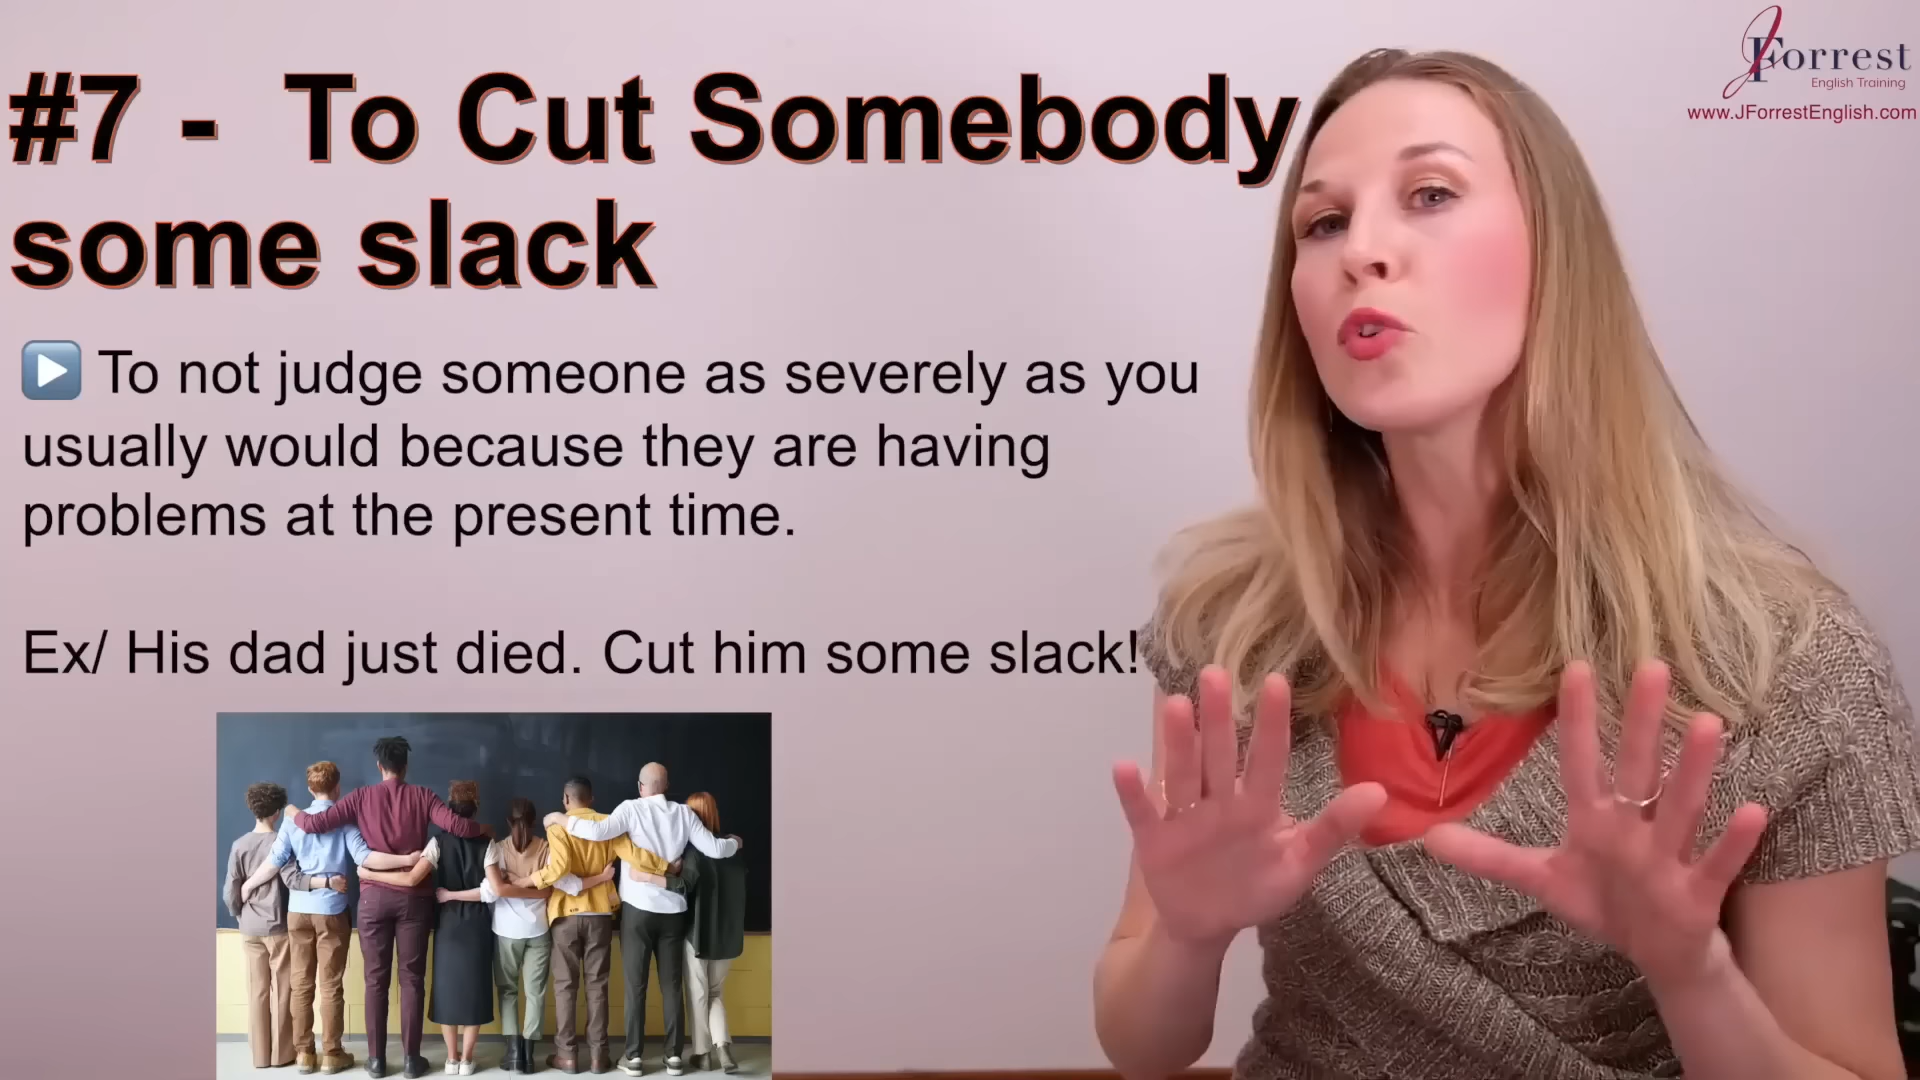 #7 - To Cut Somebody
some slack
▶ To not judge someone as severely as you
usually would because they are having
problems at the present time.
Ex/ His dad just died. Cut him some slack!
JForrest
English Training
www.JForrestEnglish.com